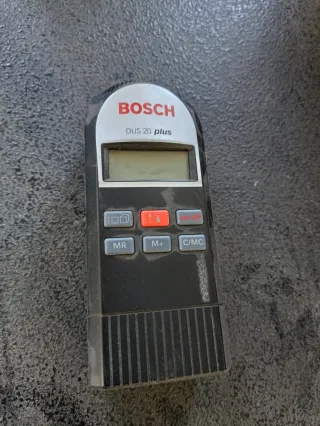 BOSCH
DUS 20 plus
MR
M+
C/MC